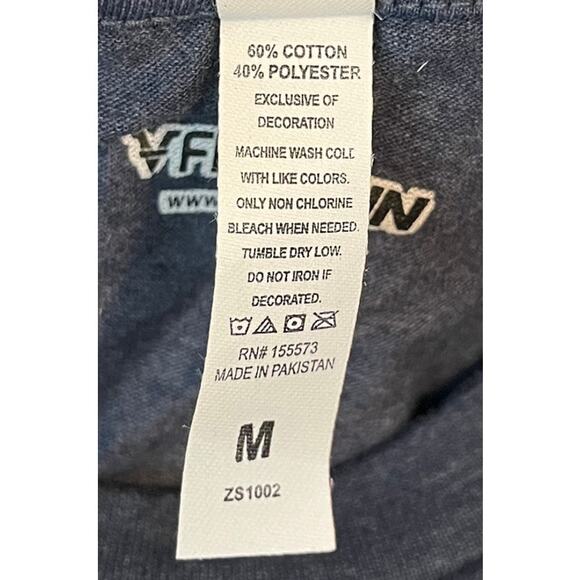 60% COTTON
40% POLYESTER
EXCLUSIVE OF
DECORATION
MACHINE WASH COLD
WITH LIKE COLORS.
ONLY NON CHLORINE
BLEACH WHEN NEEDED.
TUMBLE DRY LOW.
DO NOT IRON IF
DECORATED.
RN# 155573
MADE IN PAKISTAN
M
ZS1002
www.